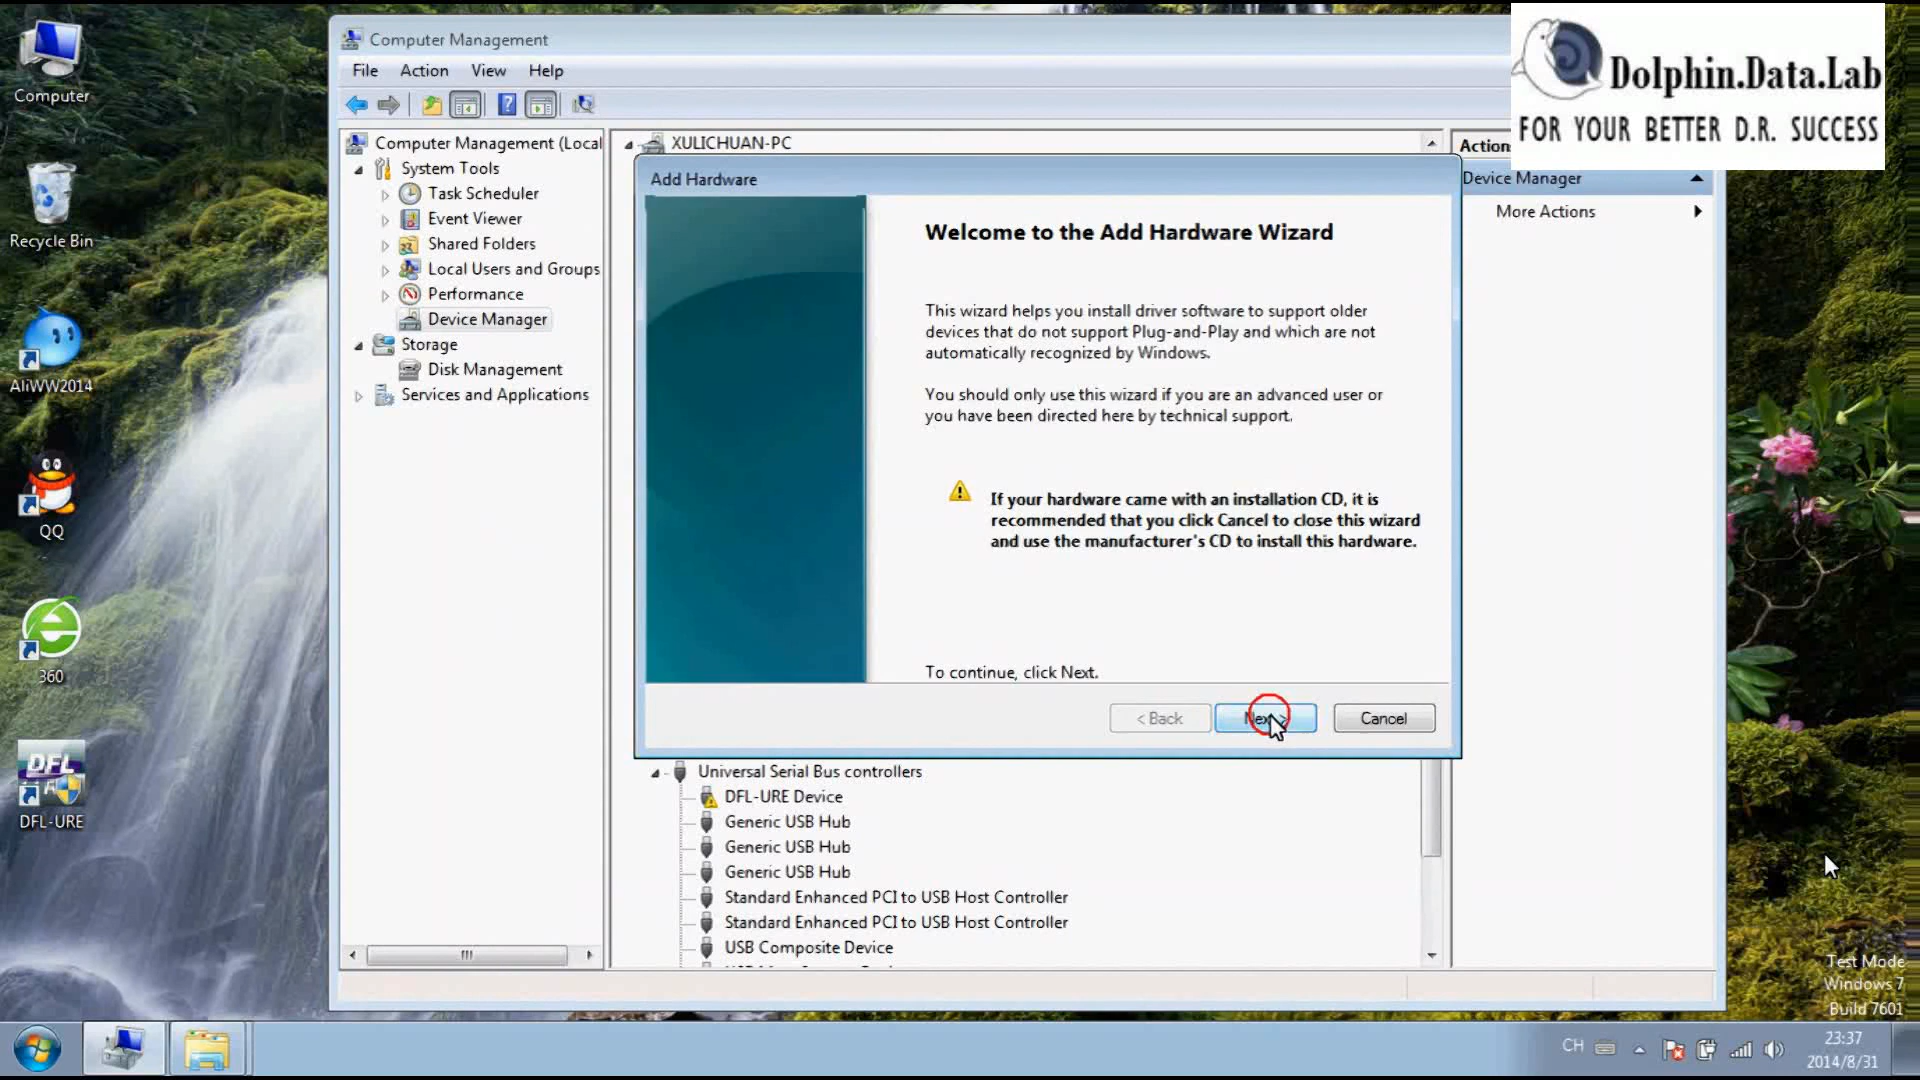 Computer
Recycle Bin
AliWW2014
QQ
360
DFL
DFL-URE
Computer Management
File Action View Help
Computer Management (Local
System Tools
Task Scheduler
Event Viewer
Shared Folders
Local Users and Groups
Performance
Device Manager
Storage
Disk Management
Services and Applications
XULICHUAN-PC
Add Hardware
Welcome to the Add Hardware Wizard
This wizard helps you install driver software to support older
devices that do not support Plug-and-Play and which are not
automatically recognized by Windows.
You should only use this wizard if you are an advanced user or
you have been directed here by technical support.
If your hardware came with an installation CD, it is
recommended that you click Cancel to close this wizard
and use the manufacturer's CD to install this hardware.
To continue, click Next.
< Back
Cancel
Universal Serial Bus controllers
DFL-URE Device
Generic USB Hub
Generic USB Hub
Generic USB Hub
Standard Enhanced PCI to USB Host Controller
Standard Enhanced PCI to USB Host Controller
USB Composite Device
Dolphin.Data.Lab
FOR YOUR BETTER D.R. SUCCESS
Actions
Device Manager
More Actions
Test Mode
Windows 7
Build 7601
CH
23:37
2014/8/31